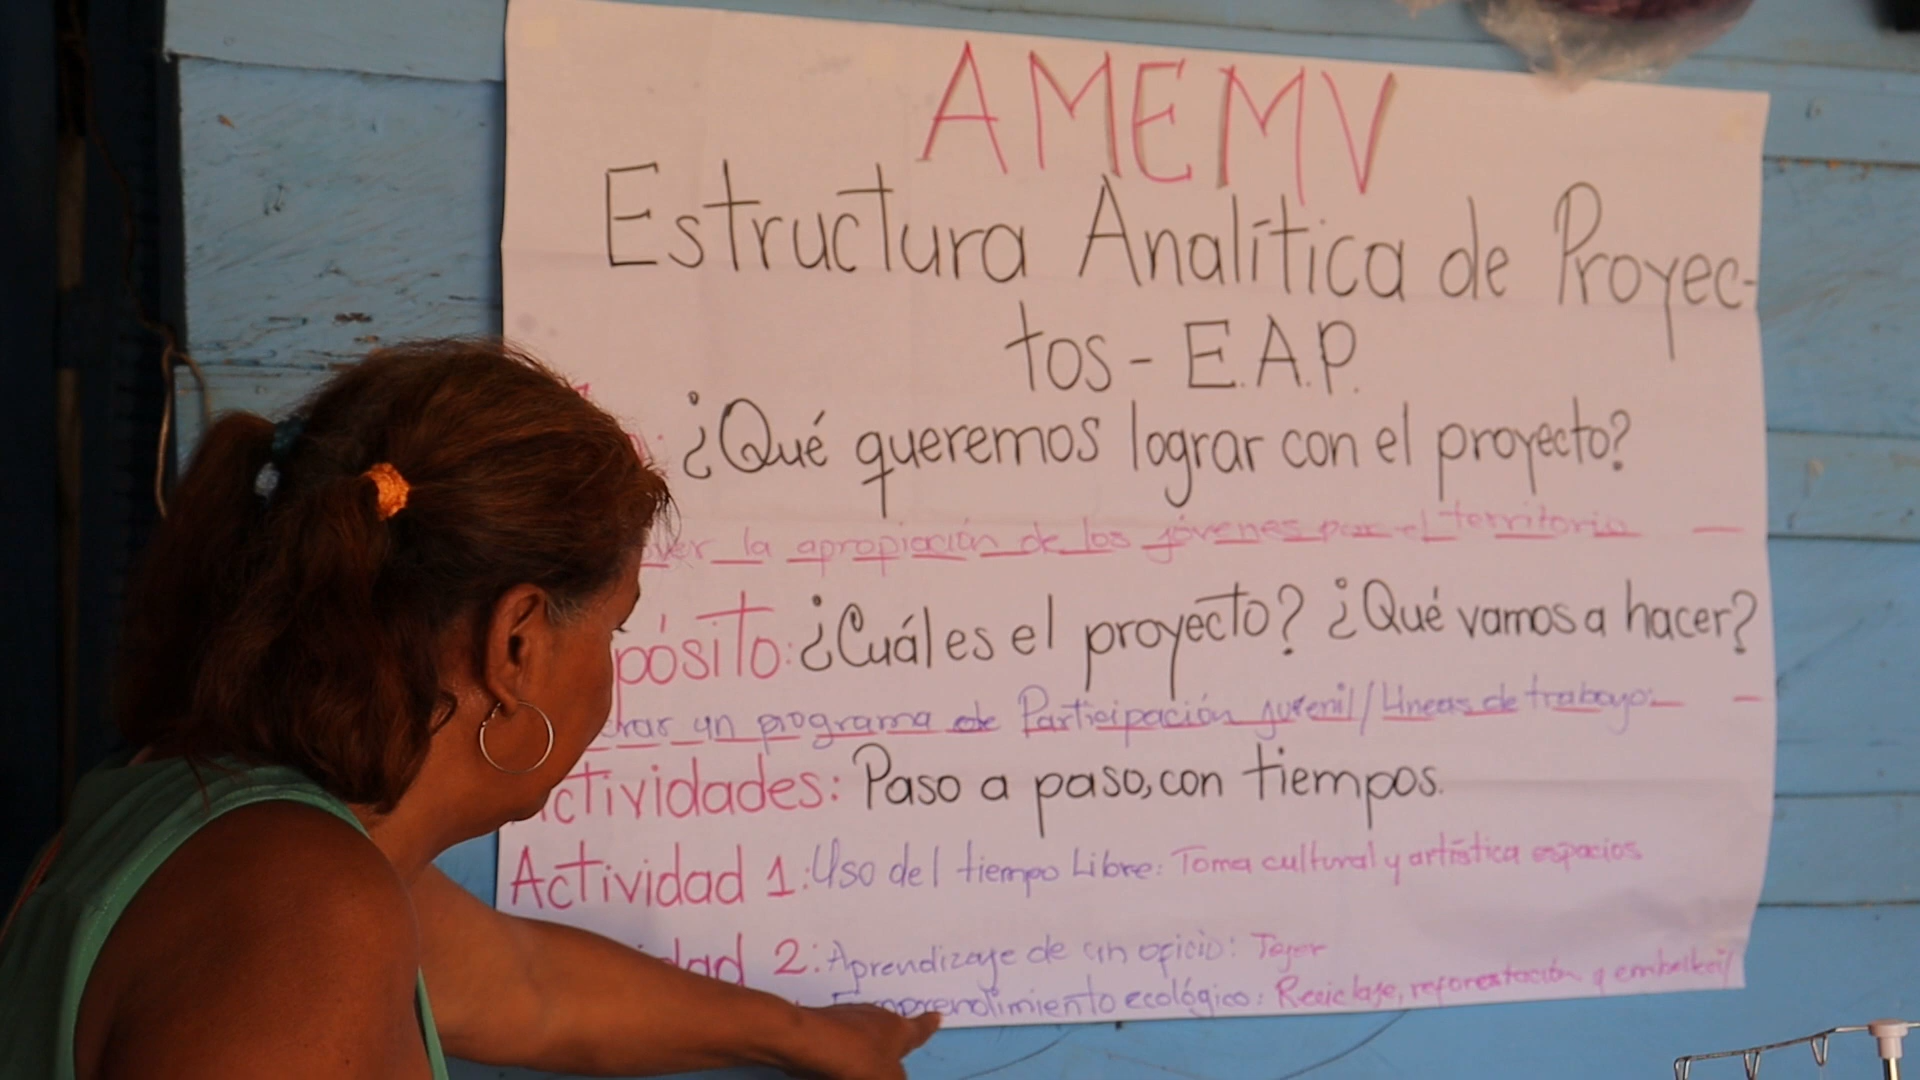 AMEMV
Estructura Analítica de Proyec-
tos - E.A.P.
¿Qué queremos lograr con el proyecto?
la apropiación de los jóvenes por el territorio
pósito: ¿Cuál es el proyecto? ¿Qué vamos a hacer?
un programa de Participación juvenil / Líneas de trabajo:
ctividades: Paso a paso, con tiempos.
Actividad 1: Uso del tiempo Libre: Toma cultural y artística espacios
dad 2: Aprendizaje de un oficio: Tejer
Emprendimiento ecológico: Reciclaje, reforestación y